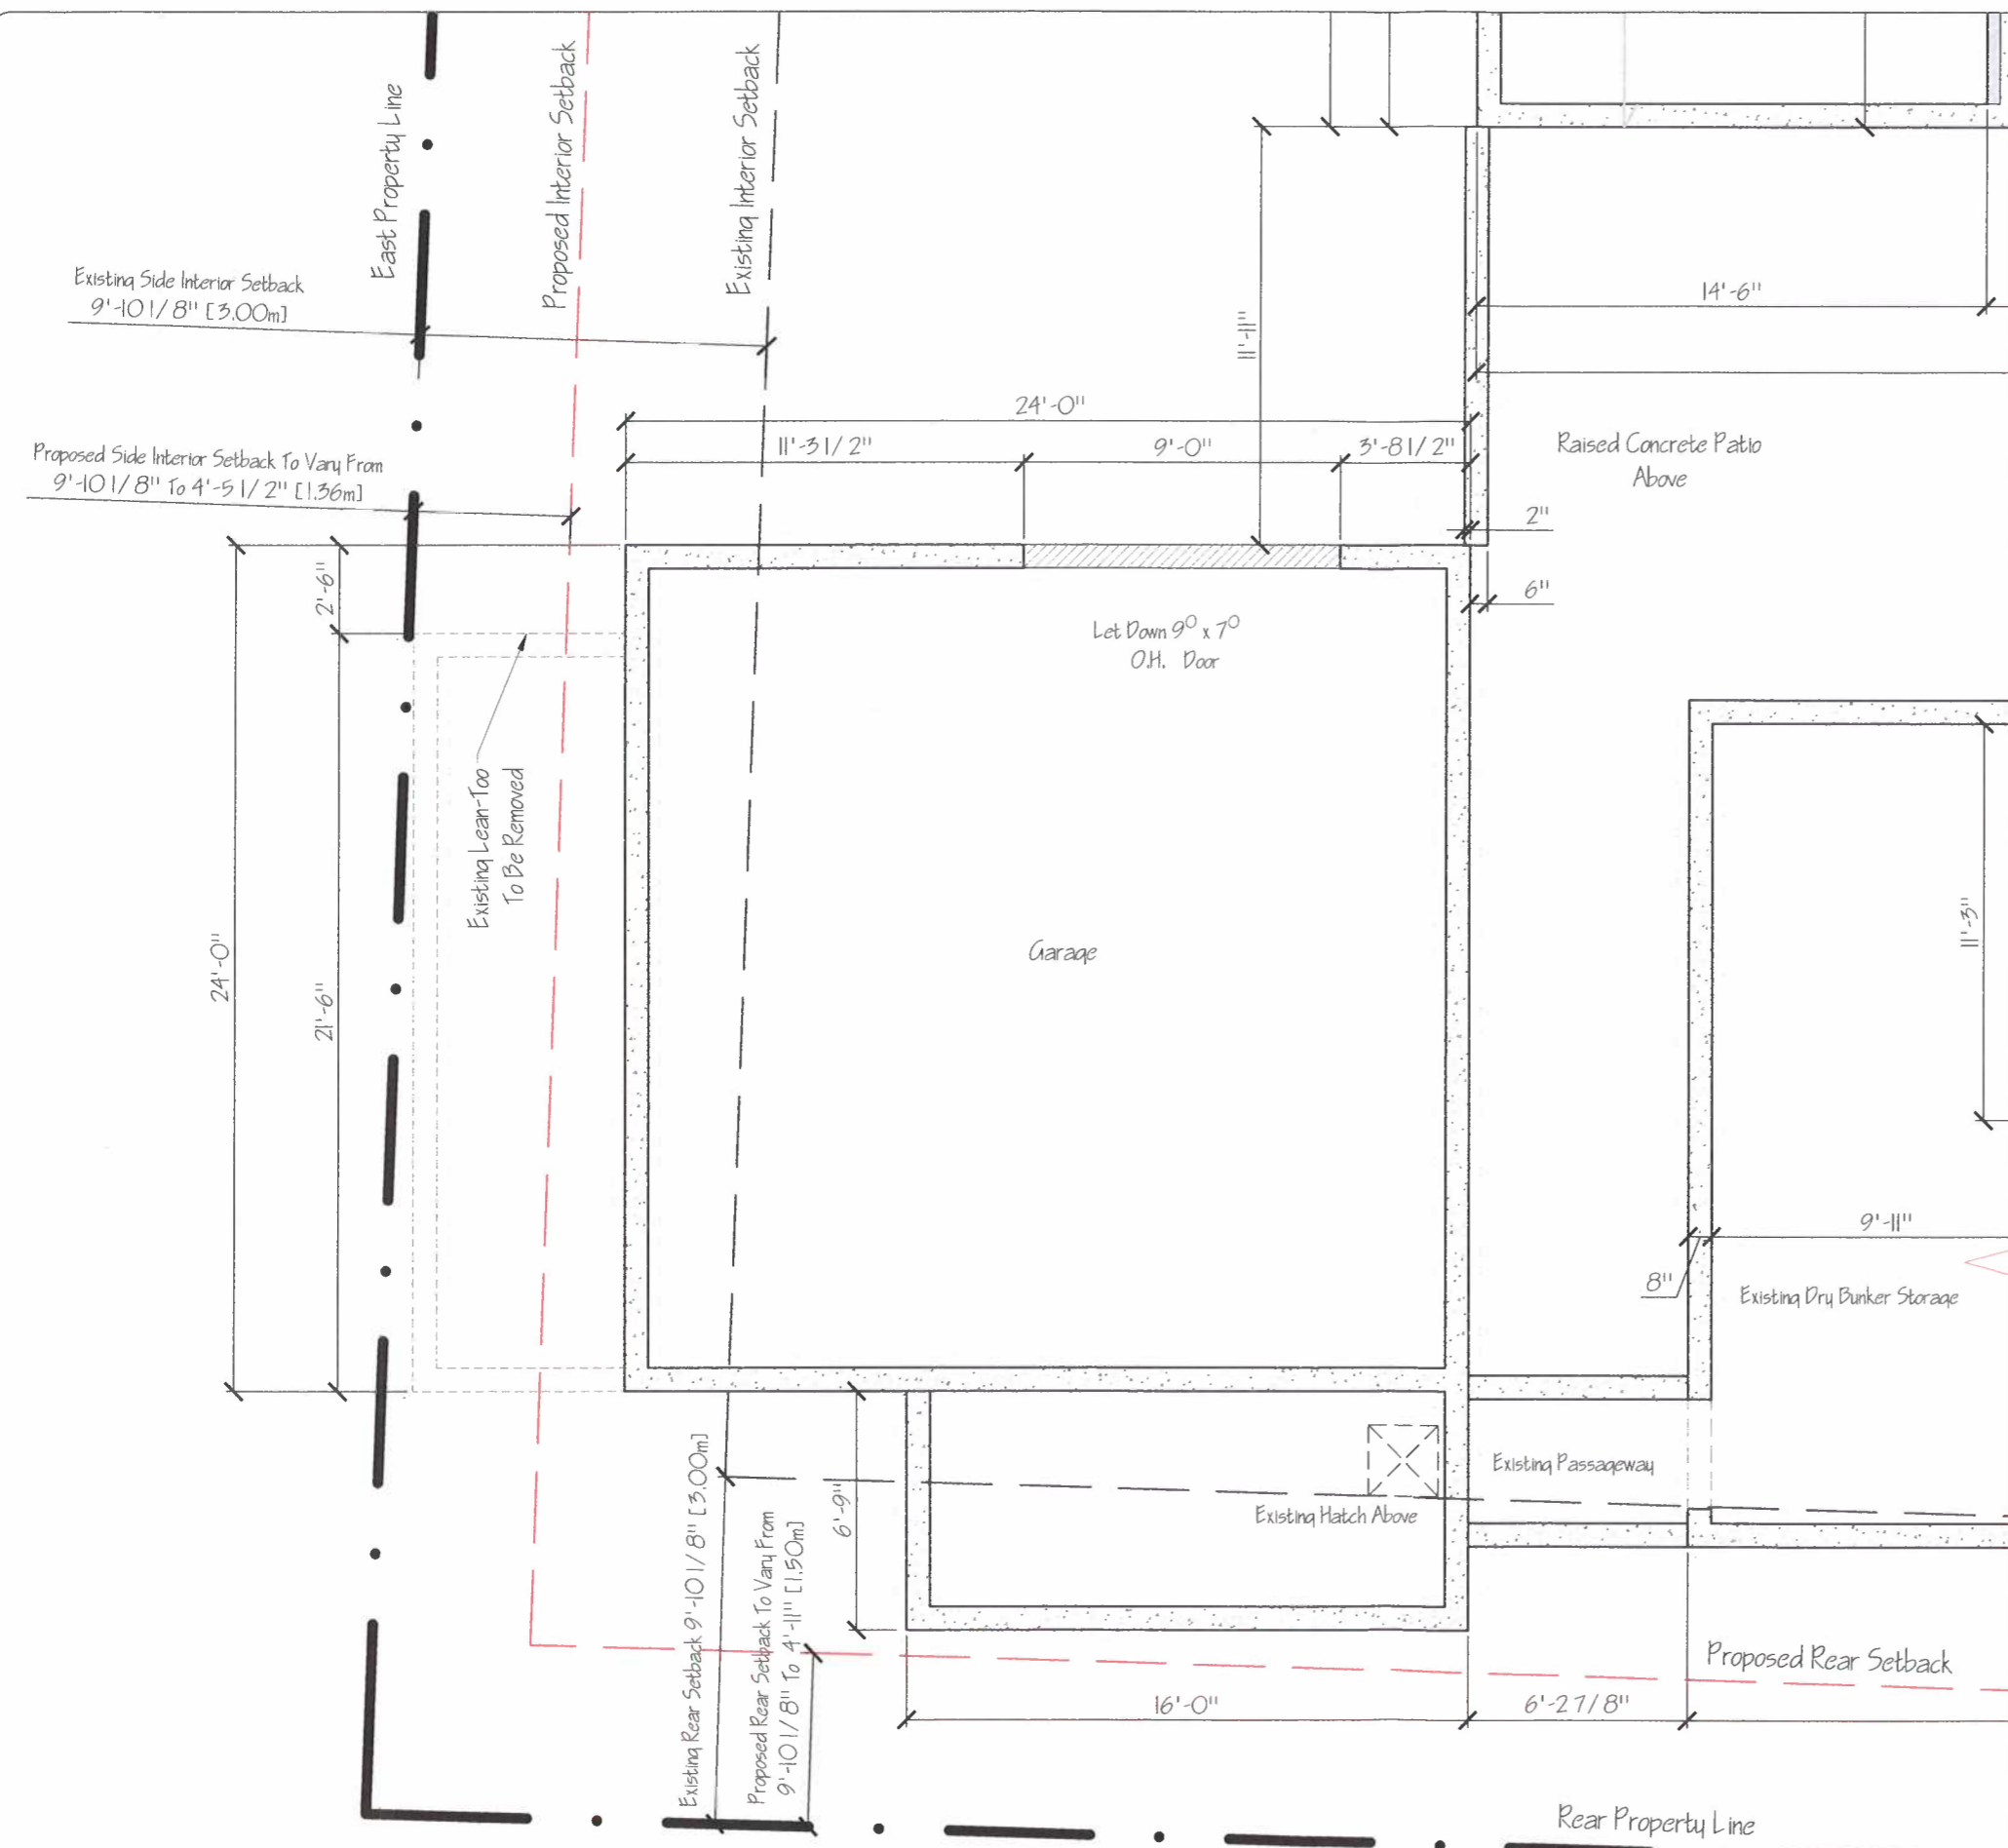 East Property Line
Proposed Interior Setback
Existing Interior Setback
Existing Side Interior Setback
9'-10 1/8" [3.00m]
14'-6"
11'-11"
24'-0"
11'-3 1/2"
9'-0"
3'-8 1/2"
Raised Concrete Patio
Above
Proposed Side Interior Setback To Vary From
9'-10 1/8" To 4'-5 1/2" [1.36m]
2"
6"
2'-6"
Let Down 9⁰ x 7⁰
O.H. Door
Existing Lean-Too
To Be Removed
24'-0"
21'-6"
Garage
11'-3"
9'-11"
8"
Existing Dry Bunker Storage
Existing Passageway
Existing Hatch Above
6'-9"
Existing Rear Setback 9'-10 1/8" [3.00m]
Proposed Rear Setback To Vary From
9'-10 1/8" To 4'-11" [1.50m]
Proposed Rear Setback
16'-0"
6'-2 7/8"
Rear Property Line